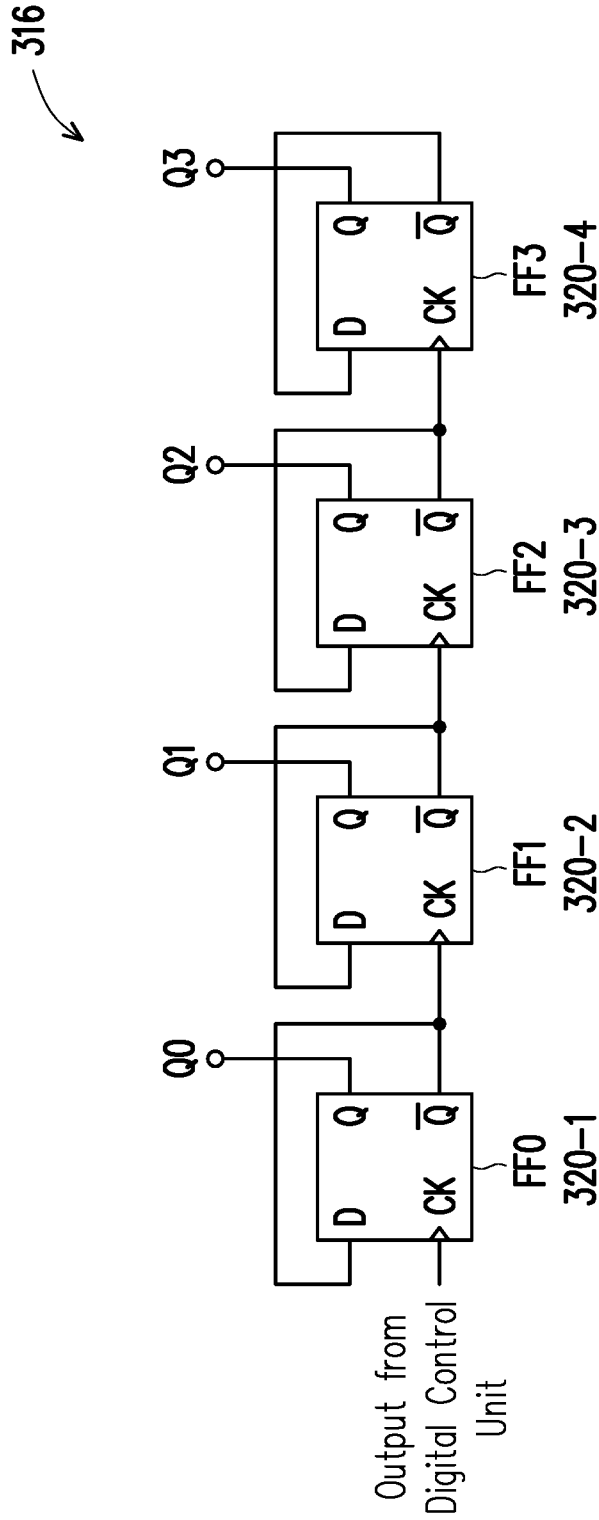 316
Q0 Q1 Q2 Q3
D Q D Q D Q D Q
CK Q̅ CK Q̅ CK Q̅ CK Q̅
Output from
Digital Control
Unit
FF0 FF1 FF2 FF3
320-1 320-2 320-3 320-4